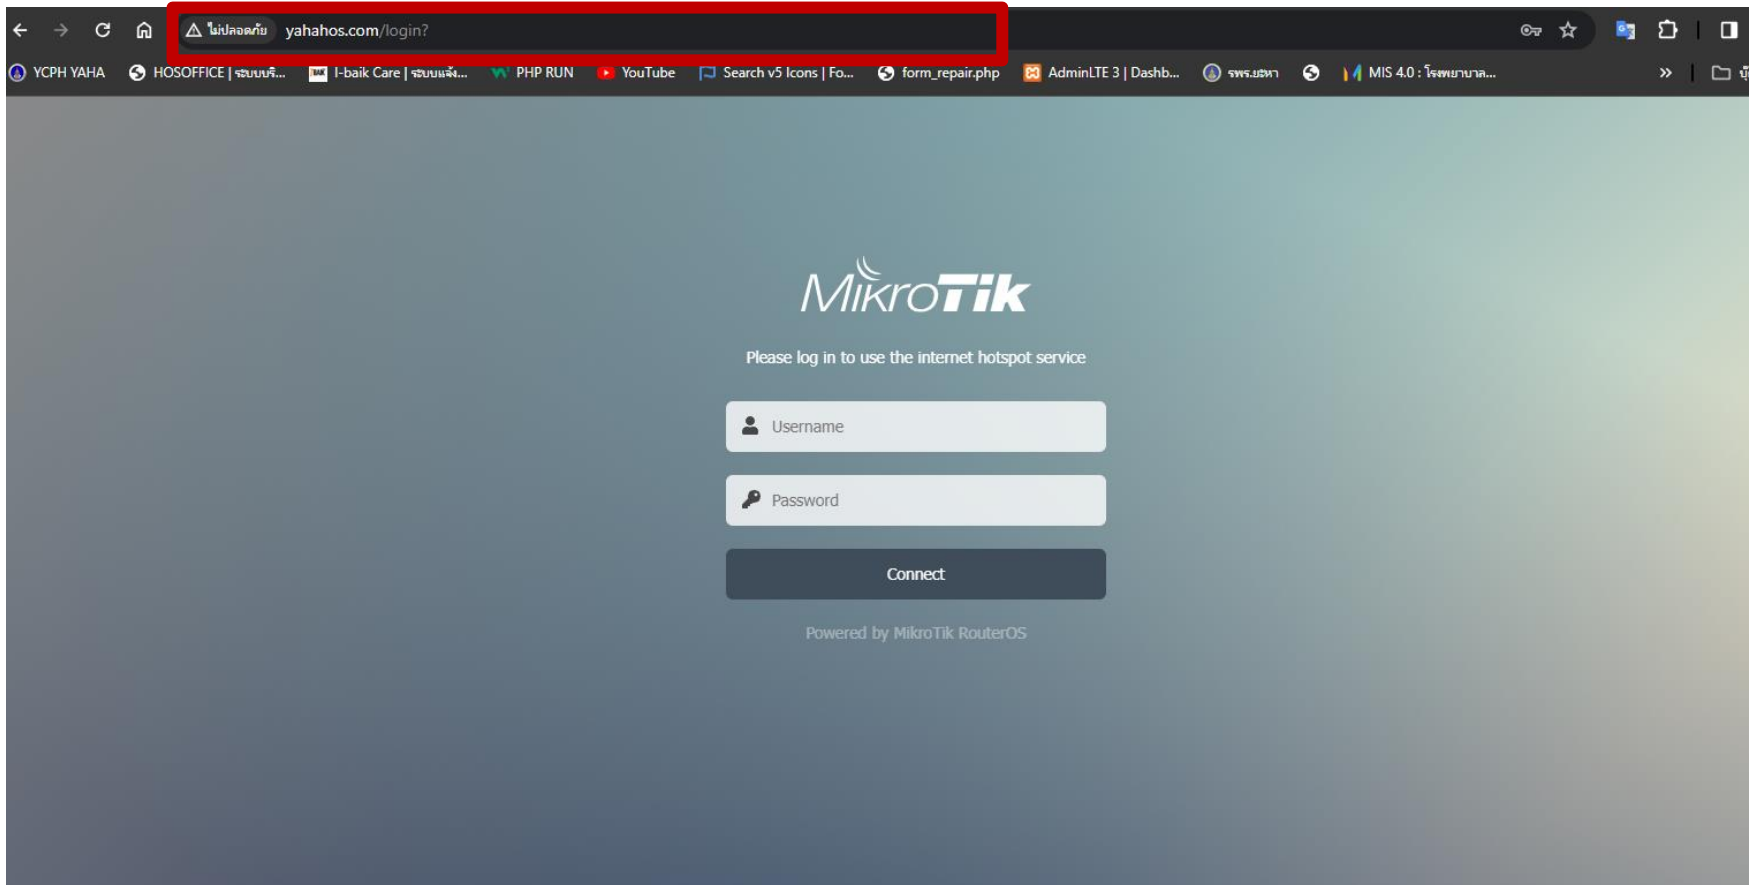 ไม่ปลอดภัย yahahos.com/login?
YCPH YAHA HOSOFFICE | ระบบบริ... I-baik Care | ระบบแจ้ง... PHP RUN YouTube Search v5 Icons | Fo... form_repair.php AdminLTE 3 | Dashb... รพร.ยะหา MIS 4.0 : โรงพยาบาล... »
MikroTik
Please log in to use the internet hotspot service
Username
Password
Connect
Powered by MikroTik RouterOS